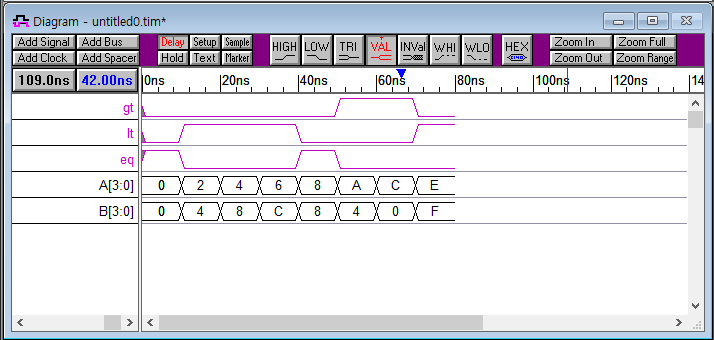 Diagram - untitled0.tim*
Add Signal Add Bus Delay Setup Sample HIGH LOW TRI VAL INVal WHI WLO HEX Zoom In Zoom Full
Add Clock Add Spacer Hold Text Marker Zoom Out Zoom Range
109.0ns 42.00ns 0ns 20ns 40ns 60ns 80ns 100ns 120ns 14
gt
lt
eq
A[3:0] 0 2 4 6 8 A C E
B[3:0] 0 4 8 C 8 4 0 F